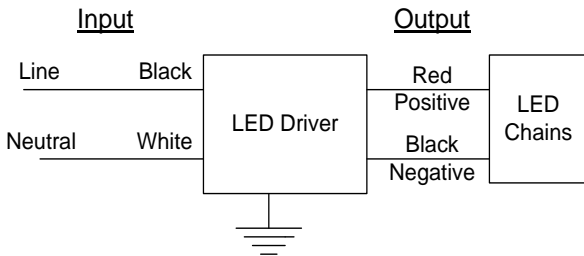 Input
Output
Line
Black
Neutral
White
LED Driver
Red
Positive
Black
Negative
LED
Chains